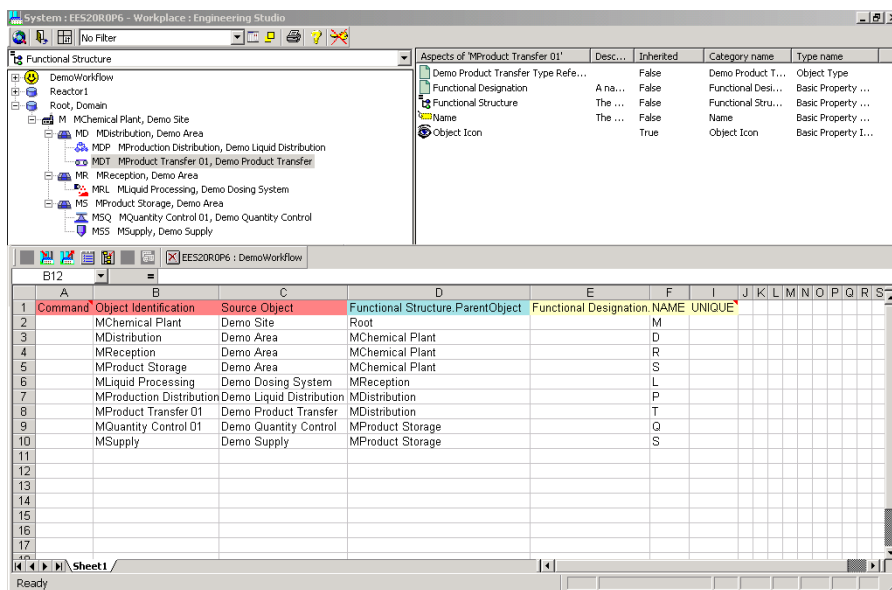 System : EES20R0P6 - Workplace : Engineering Studio
No Filter
Functional Structure
DemoWorkflow
Reactor1
Root, Domain
M MChemical Plant, Demo Site
MD MDistribution, Demo Area
MDP MProduction Distribution, Demo Liquid Distribution
MDT MProduct Transfer 01, Demo Product Transfer
MR MReception, Demo Area
MRL MLiquid Processing, Demo Dosing System
MS MProduct Storage, Demo Area
MSQ MQuantity Control 01, Demo Quantity Control
MSS MSupply, Demo Supply
Aspects of 'MProduct Transfer 01' Desc... Inherited Category name Type name
Demo Product Transfer Type Refe... False Demo Product T... Object Type
Functional Designation A na... False Functional Desi... Basic Property ...
Functional Structure The ... False Functional Stru... Basic Property ...
Name The ... False Name Basic Property ...
Object Icon True Object Icon Basic Property I...
EES20R0P6 : DemoWorkflow
B12 =
A B C D E F I J K L M N O P Q R S
1 Command Object Identification Source Object Functional Structure.ParentObject Functional Designation. NAME UNIQUE
2 MChemical Plant Demo Site Root M
3 MDistribution Demo Area MChemical Plant D
4 MReception Demo Area MChemical Plant R
5 MProduct Storage Demo Area MChemical Plant S
6 MLiquid Processing Demo Dosing System MReception L
7 MProduction Distribution Demo Liquid Distribution MDistribution P
8 MProduct Transfer 01 Demo Product Transfer MDistribution T
9 MQuantity Control 01 Demo Quantity Control MProduct Storage Q
10 MSupply Demo Supply MProduct Storage S
11
12
13
14
15
16
17
Sheet1
Ready